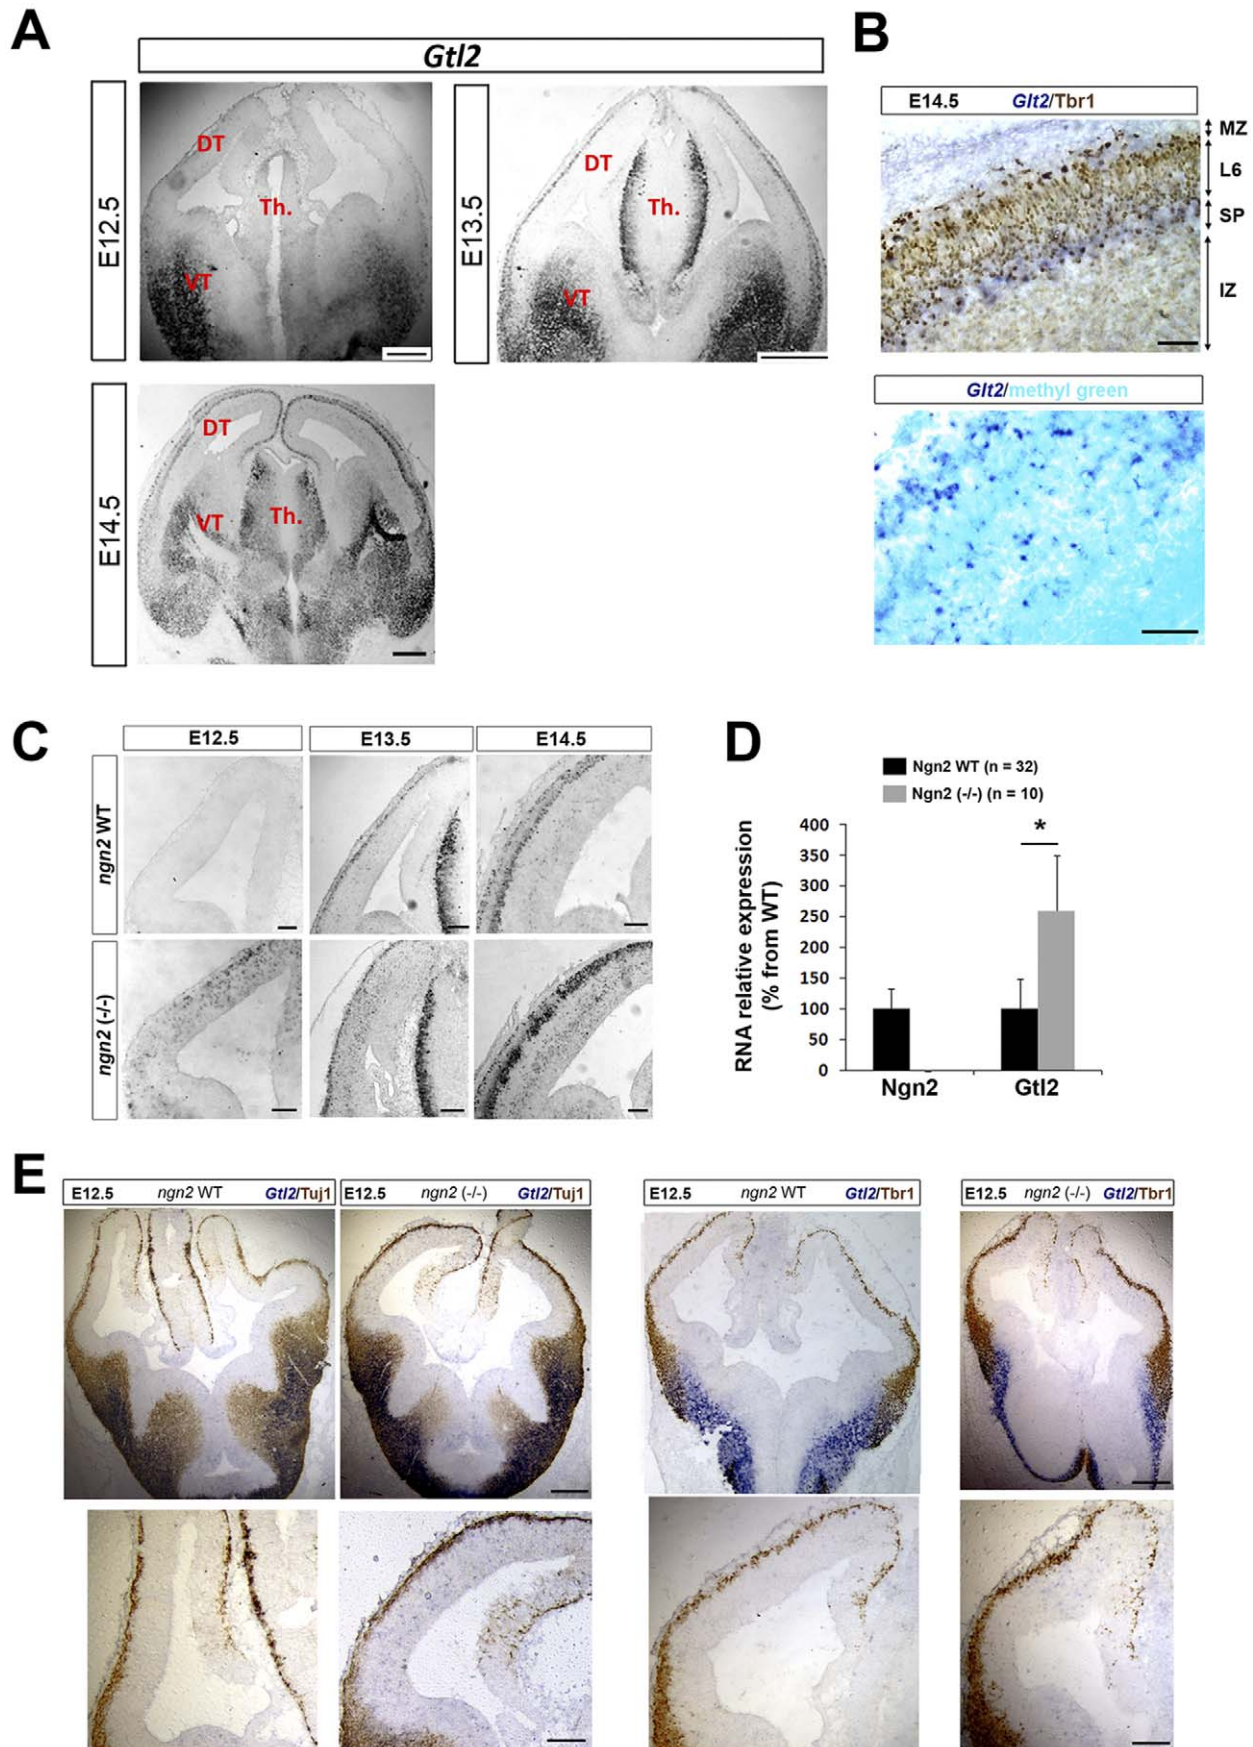 A
Gtl2
E12.5
DT
Th.
VT
E13.5
DT
Th.
VT
E14.5
DT
VT
Th.
B
E14.5 Glt2/Tbr1
MZ
L6
SP
IZ
Glt2/methyl green
C
E12.5 E13.5 E14.5
ngn2 WT
ngn2 (-/-)
D
Ngn2 WT (n = 32)
Ngn2 (-/-) (n = 10)
RNA relative expression
(% from WT)
400
350
300
250
200
150
100
50
0
*
Ngn2 Gtl2
E
E12.5 ngn2 WT Gtl2/Tuj1
E12.5 ngn2 (-/-) Gtl2/Tuj1
E12.5 ngn2 WT Gtl2/Tbr1
E12.5 ngn2 (-/-) Gtl2/Tbr1